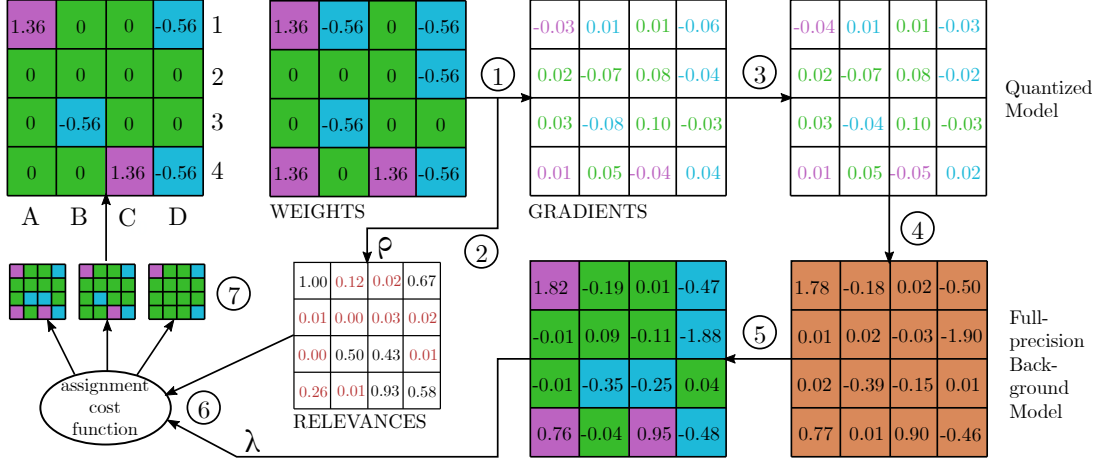 1.36 0 0 -0.56 1
0 0 0 0 2
0 -0.56 0 0 3
0 0 1.36 -0.56 4
A B C D
1.36 -0.56 0 -0.56
0 0 0 -0.56
0 -0.56 0 0
1.36 0 1.36 -0.56
WEIGHTS
1
-0.03 0.01 0.01 -0.06
0.02 -0.07 0.08 -0.04
0.03 -0.08 0.10 -0.03
0.01 0.05 -0.04 0.04
GRADIENTS
3
-0.04 0.01 0.01 -0.03
0.02 -0.07 0.08 -0.02
0.03 -0.04 0.10 -0.03
0.01 0.05 -0.05 0.02
Quantized
Model
2
ρ
4
1.00 0.12 0.02 0.67
0.01 0.00 0.03 0.02
0.00 0.50 0.43 0.01
0.26 0.01 0.93 0.58
RELEVANCES
1.82 -0.19 0.01 -0.47
-0.01 0.09 -0.11 -1.88
-0.01 -0.35 -0.25 0.04
0.76 -0.04 0.95 -0.48
5
1.78 -0.18 0.02 -0.50
0.01 0.02 -0.03 -1.90
0.02 -0.39 -0.15 0.01
0.77 0.01 0.90 -0.46
Full-
precision
Back-
ground
Model
7
assignment
cost
function
6
λ